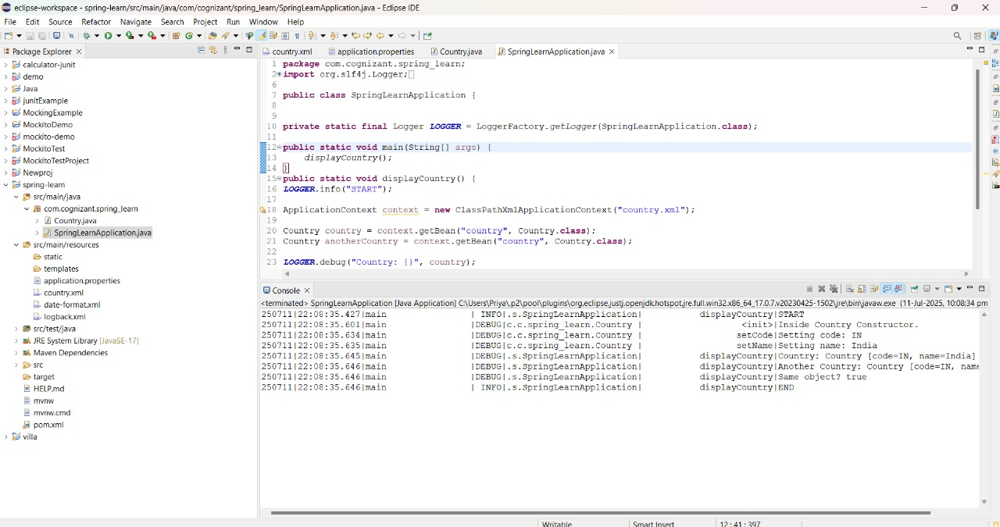 eclipse-workspace - spring-learn/src/main/java/com/cognizant/spring_learn/SpringLearnApplication.java - Eclipse IDE
File Edit Source Refactor Navigate Search Project Run Window Help
Package Explorer
calculator-junit
demo
Java
junitExample
MockingExample
MockitoDemo
mockito-demo
MockitoTest
MockitoTestProject
Newproj
spring-learn
src/main/java
com.cognizant.spring_learn
Country.java
SpringLearnApplication.java
src/main/resources
static
templates
application.properties
country.xml
date-format.xml
logback.xml
src/test/java
JRE System Library [JavaSE-17]
Maven Dependencies
src
target
HELP.md
mvnw
mvnw.cmd
pom.xml
villa
country.xml application.properties Country.java SpringLearnApplication.java
1 package com.cognizant.spring_learn;
2 import org.slf4j.Logger;
6
7 public class SpringLearnApplication {
8
9
10 private static final Logger LOGGER = LoggerFactory.getLogger(SpringLearnApplication.class);
11
12 public static void main(String[] args) {
13 displayCountry();
14 }
15 public static void displayCountry() {
16 LOGGER.info("START");
17
18 ApplicationContext context = new ClassPathXmlApplicationContext("country.xml");
19
20 Country country = context.getBean("country", Country.class);
21 Country anotherCountry = context.getBean("country", Country.class);
22
23 LOGGER.debug("Country: {}", country);
Console
<terminated> SpringLearnApplication [Java Application] C:\Users\Priya\.p2\pool\plugins\org.eclipse.justj.openjdk.hotspot.jre.full.win32.x86_64_17.0.7.v20230425-1502\jre\bin\javaw.exe (11-Jul-2025, 10:08:34 pm
250711|22:08:35.427|main | INFO|.s.SpringLearnApplication| displayCountry|START
250711|22:08:35.601|main |DEBUG|c.c.spring_learn.Country | <init>|Inside Country Constructor.
250711|22:08:35.634|main |DEBUG|c.c.spring_learn.Country | setCode|Setting code: IN
250711|22:08:35.635|main |DEBUG|c.c.spring_learn.Country | setName|Setting name: India
250711|22:08:35.645|main |DEBUG|.s.SpringLearnApplication| displayCountry|Country: Country [code=IN, name=India]
250711|22:08:35.646|main |DEBUG|.s.SpringLearnApplication| displayCountry|Another Country: Country [code=IN, name
250711|22:08:35.646|main |DEBUG|.s.SpringLearnApplication| displayCountry|Same object? true
250711|22:08:35.646|main | INFO|.s.SpringLearnApplication| displayCountry|END
Writable Smart Insert 12 : 41 : 397